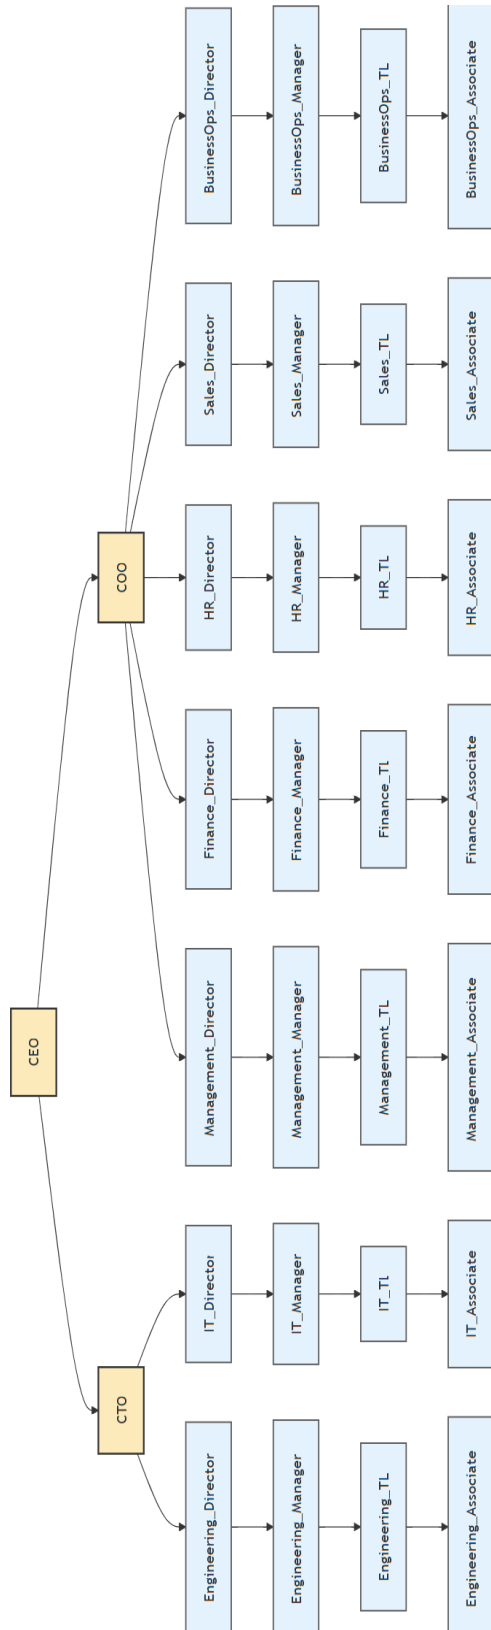 CEO
CTO
COO
Engineering_Director
IT_Director
Management_Director
Finance_Director
HR_Director
Sales_Director
BusinessOps_Director
Engineering_Manager
IT_Manager
Management_Manager
Finance_Manager
HR_Manager
Sales_Manager
BusinessOps_Manager
Engineering_TL
IT_TL
Management_TL
Finance_TL
HR_TL
Sales_TL
BusinessOps_TL
Engineering_Associate
IT_Associate
Management_Associate
Finance_Associate
HR_Associate
Sales_Associate
BusinessOps_Associate